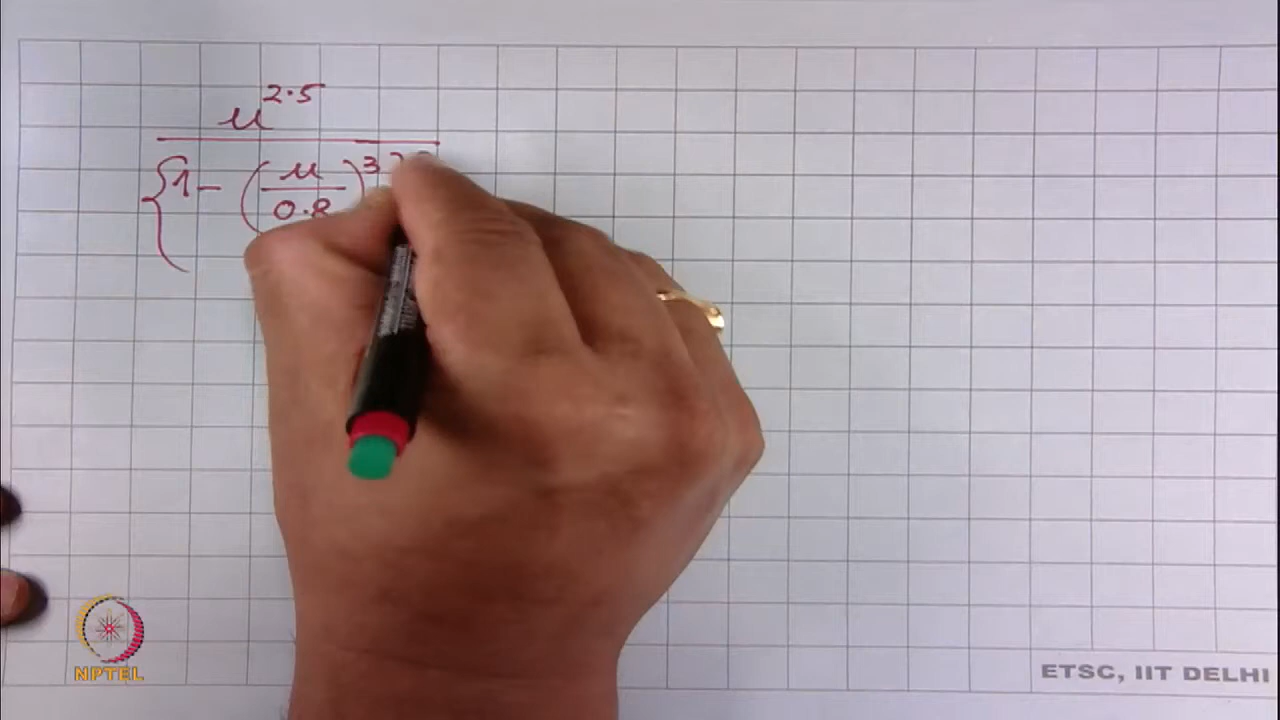 u^2.5
{1 - (u/0.8)^3}
NPTEL
ETSC, IIT DELHI